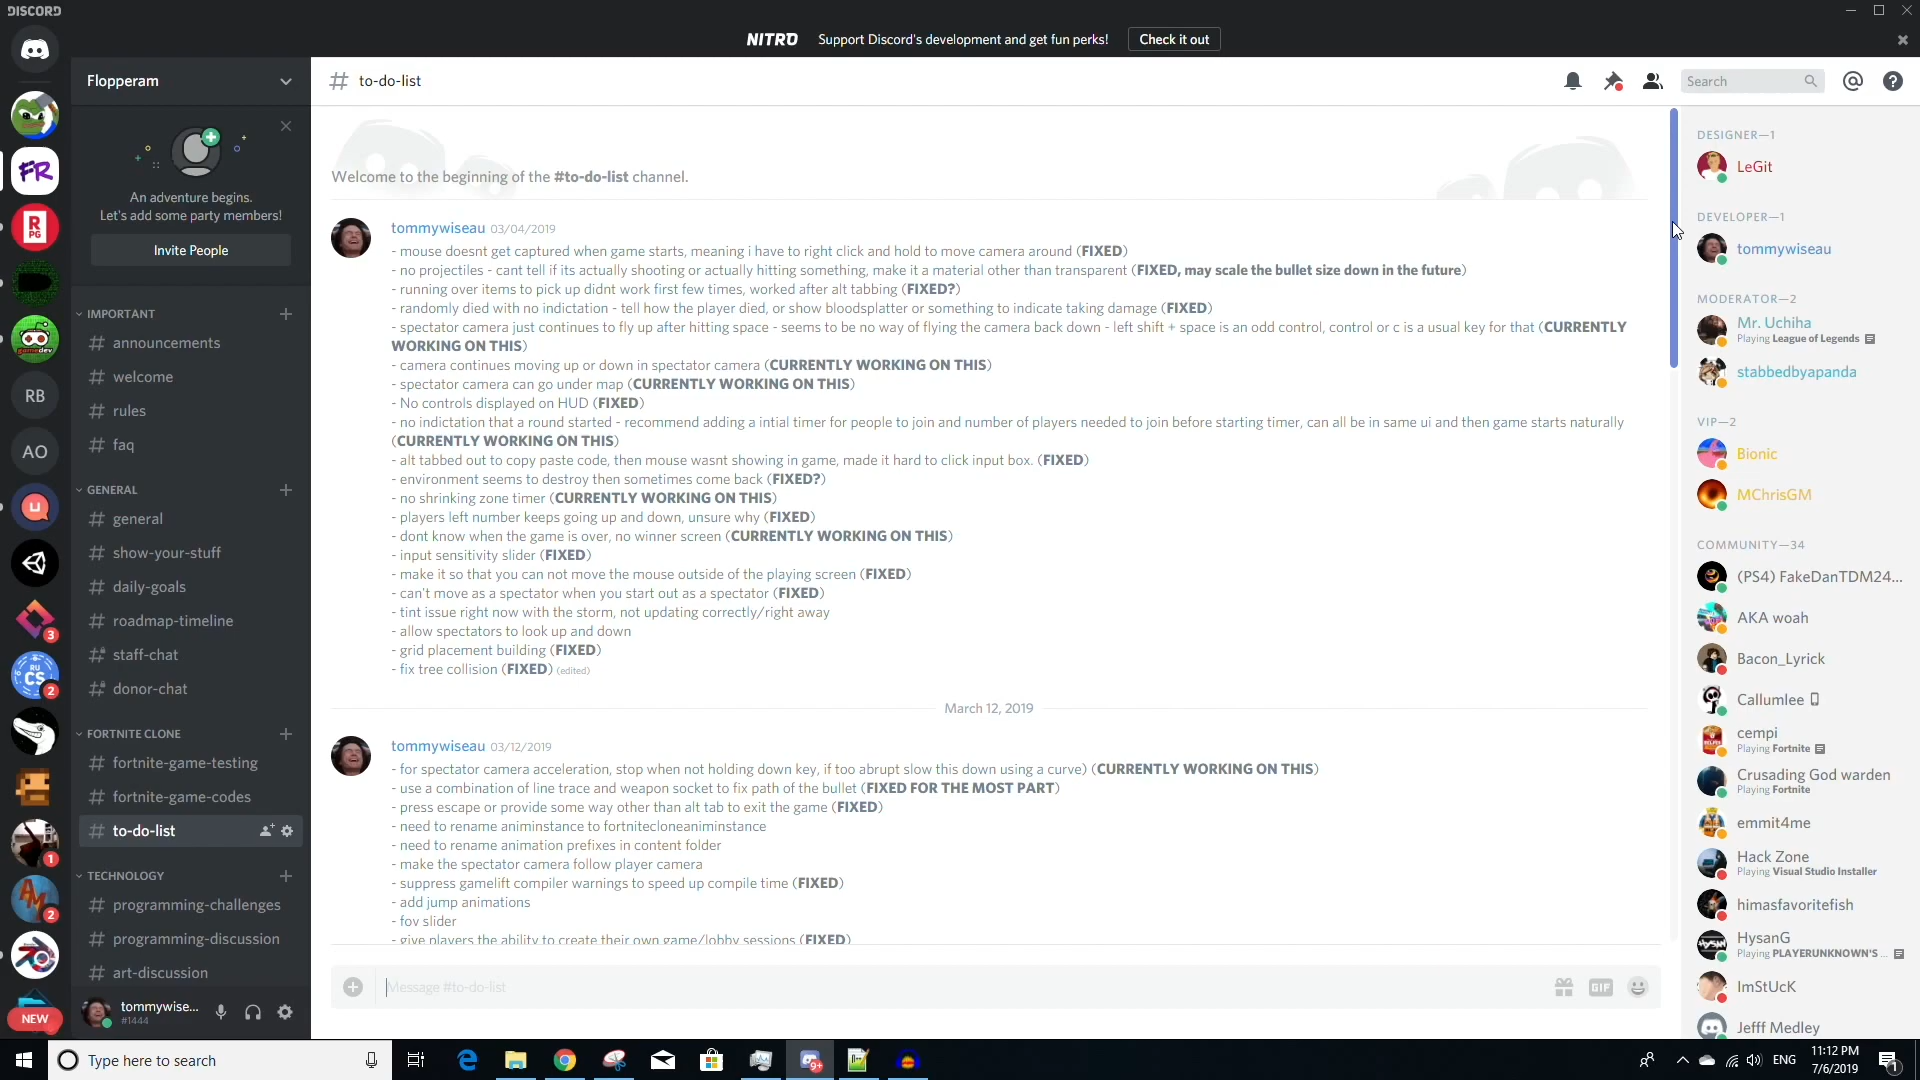 DISCORD
NITRO Support Discord's development and get fun perks! Check it out
Flopperam
# to-do-list
Search
An adventure begins.
Let's add some party members!
Invite People
IMPORTANT
# announcements
# welcome
# rules
# faq
GENERAL
# general
# show-your-stuff
# daily-goals
# roadmap-timeline
# staff-chat
# donor-chat
FORTNITE CLONE
# fortnite-game-testing
# fortnite-game-codes
# to-do-list
TECHNOLOGY
# programming-challenges
# programming-discussion
# art-discussion
tommywise...
#1444
FR
R
PG
gamedev
RB
AO
3
RU
CS
2
1
2
NEW
Welcome to the beginning of the #to-do-list channel.
tommywiseau 03/04/2019
- mouse doesnt get captured when game starts, meaning i have to right click and hold to move camera around (FIXED)
- no projectiles - cant tell if its actually shooting or actually hitting something, make it a material other than transparent (FIXED, may scale the bullet size down in the future)
- running over items to pick up didnt work first few times, worked after alt tabbing (FIXED?)
- randomly died with no indictation - tell how the player died, or show bloodsplatter or something to indicate taking damage (FIXED)
- spectator camera just continues to fly up after hitting space - seems to be no way of flying the camera back down - left shift + space is an odd control, control or c is a usual key for that (CURRENTLY
WORKING ON THIS)
- camera continues moving up or down in spectator camera (CURRENTLY WORKING ON THIS)
- spectator camera can go under map (CURRENTLY WORKING ON THIS)
- No controls displayed on HUD (FIXED)
- no indictation that a round started - recommend adding a intial timer for people to join and number of players needed to join before starting timer, can all be in same ui and then game starts naturally
(CURRENTLY WORKING ON THIS)
- alt tabbed out to copy paste code, then mouse wasnt showing in game, made it hard to click input box. (FIXED)
- environment seems to destroy then sometimes come back (FIXED?)
- no shrinking zone timer (CURRENTLY WORKING ON THIS)
- players left number keeps going up and down, unsure why (FIXED)
- dont know when the game is over, no winner screen (CURRENTLY WORKING ON THIS)
- input sensitivity slider (FIXED)
- make it so that you can not move the mouse outside of the playing screen (FIXED)
- can't move as a spectator when you start out as a spectator (FIXED)
- tint issue right now with the storm, not updating correctly/right away
- allow spectators to look up and down
- grid placement building (FIXED)
- fix tree collision (FIXED) (edited)
March 12, 2019
tommywiseau 03/12/2019
- for spectator camera acceleration, stop when not holding down key, if too abrupt slow this down using a curve) (CURRENTLY WORKING ON THIS)
- use a combination of line trace and weapon socket to fix path of the bullet (FIXED FOR THE MOST PART)
- press escape or provide some way other than alt tab to exit the game (FIXED)
- need to rename animinstance to fortnitecloneaniminstance
- need to rename animation prefixes in content folder
- make the spectator camera follow player camera
- suppress gamelift compiler warnings to speed up compile time (FIXED)
- add jump animations
- fov slider
- give players the ability to create their own game/lobby sessions (FIXED)
Message #to-do-list
GIF
DESIGNER—1
LeGit
DEVELOPER—1
tommywiseau
MODERATOR—2
Mr. Uchiha
Playing League of Legends
stabbedbyapanda
VIP—2
Bionic
MChrisGM
COMMUNITY—34
(PS4) FakeDanTDM24...
AKA woah
Bacon_Lyrick
Callumlee
cempi
Playing Fortnite
Crusading God warden
Playing Fortnite
emmit4me
Hack Zone
Playing Visual Studio Installer
himasfavoritefish
HysanG
Playing PLAYERUNKNOWN'S ...
ImStUcK
Jefff Medley
Type here to search
9+
ENG
11:12 PM
7/6/2019
1